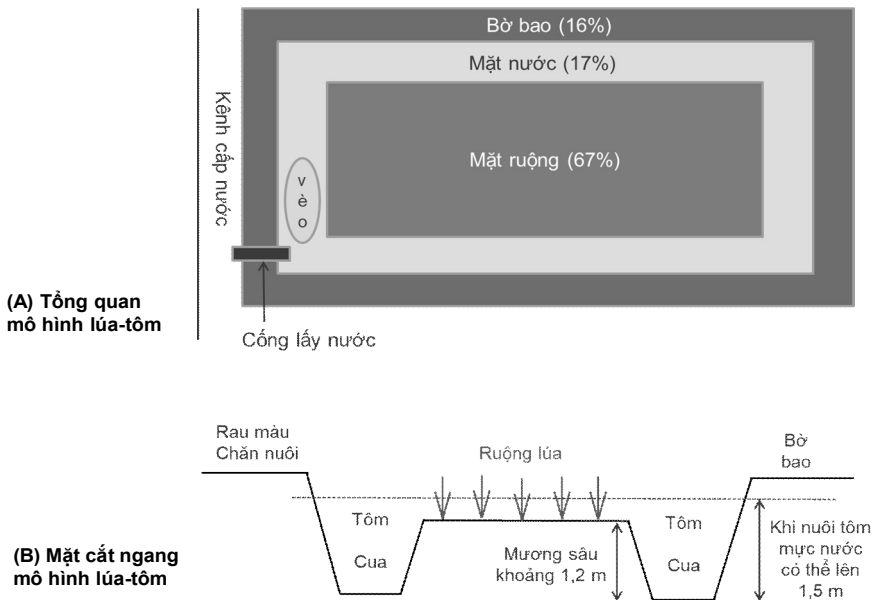 Bờ bao (16%)
Mặt nước (17%)
Kênh cấp nước
Mặt ruộng (67%)
vèo
(A) Tổng quan
mô hình lúa-tôm
Cống lấy nước
Rau màu
Chăn nuôi
Ruộng lúa
Bờ
bao
Tôm
Cua
Tôm
Cua
Mương sâu
khoảng 1,2 m
Khi nuôi tôm
mực nước
có thể lên
1,5 m
(B) Mặt cắt ngang
mô hình lúa-tôm